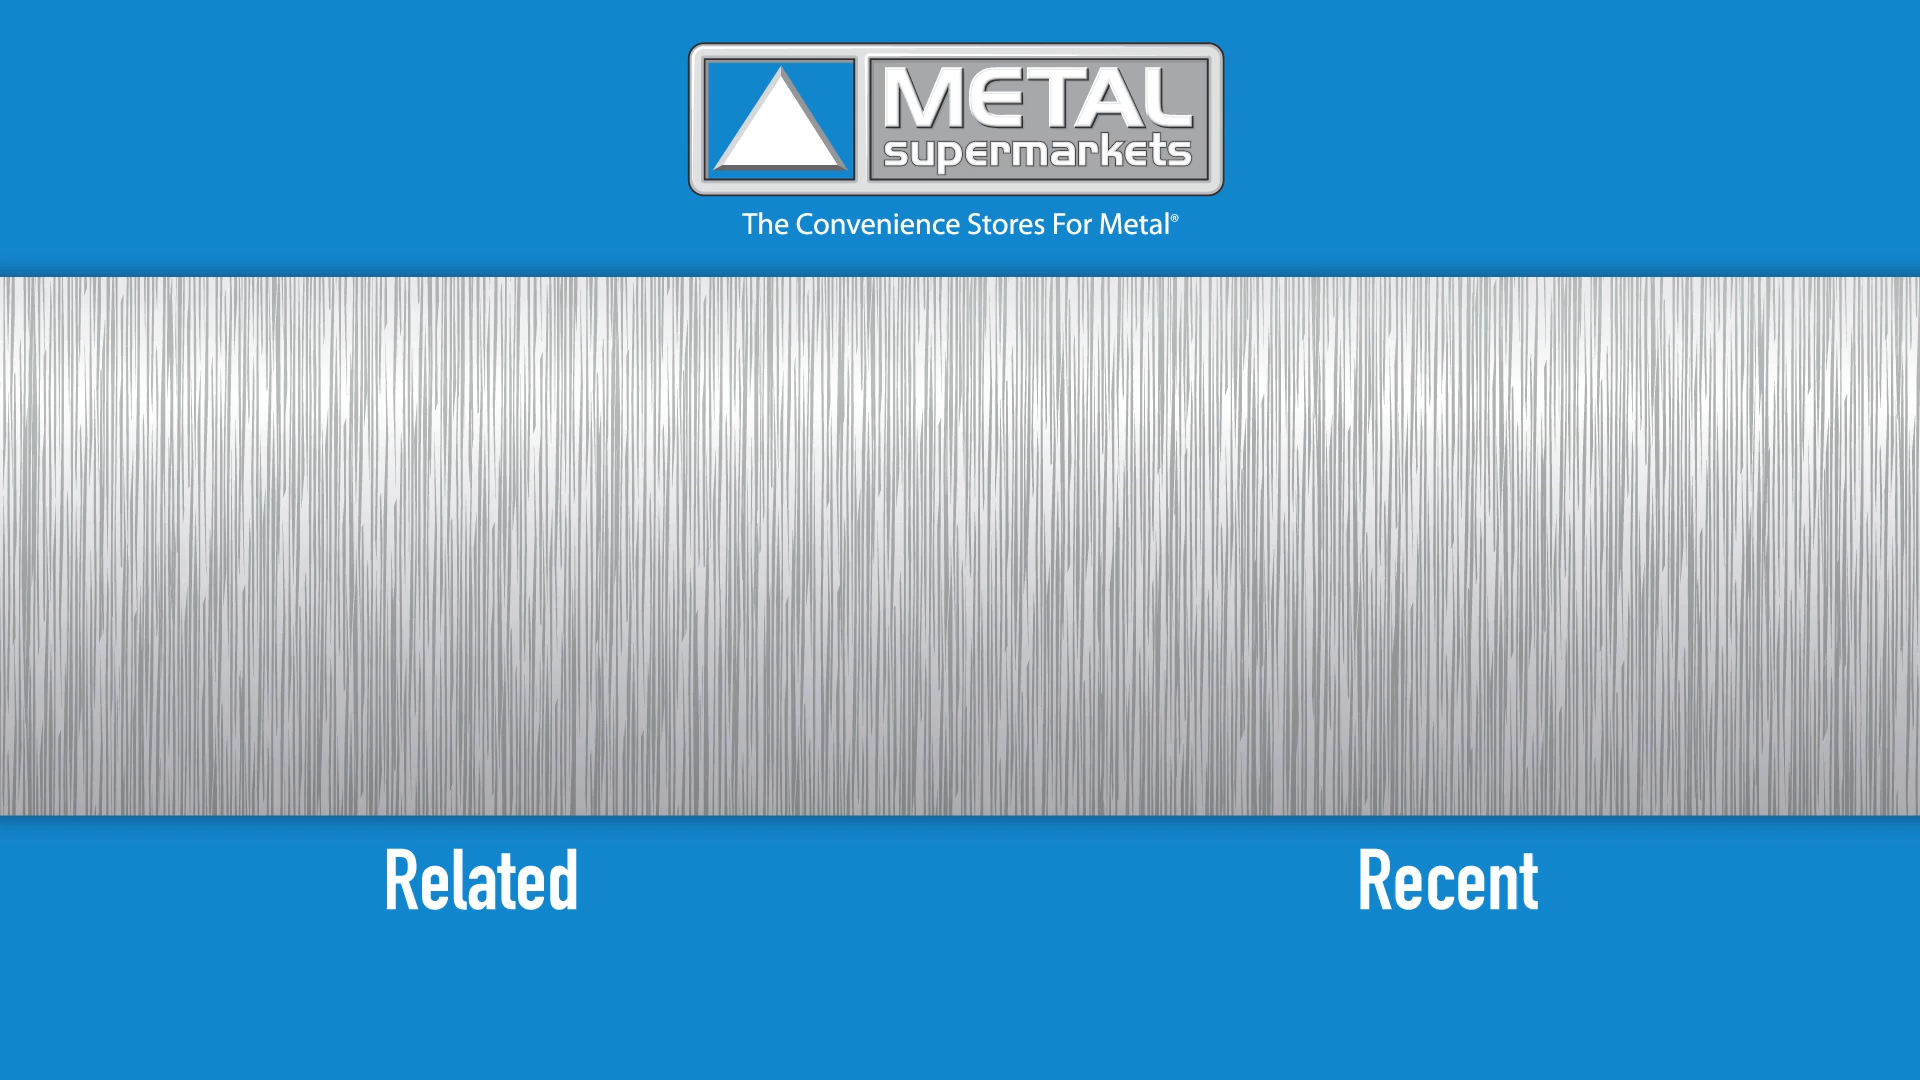 METAL
supermarkets
The Convenience Stores For Metal®
Related
Recent